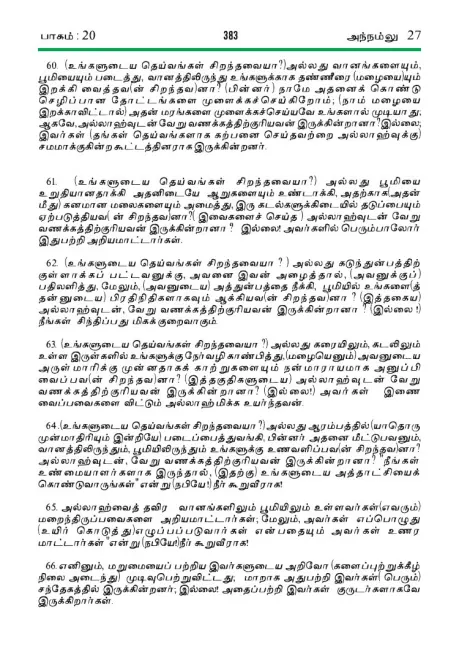 பாகம் : 20 383 அந்நம்லு 27
60. (உங்களுடைய தெய்வங்கள் சிறந்தவையா?)அல்லது வானங்களையும்,
பூமியையும் படைத்து, வானத்திலிருந்து உங்களுக்காக தண்ணீரை (மழையை)யும்
இறக்கி வைத்தவ(ன் சிறந்தவ)னா? (பின்னர்) நாமே அதனைக் கொண்டு
செழிப்பான தோட்டங்களை முளைக்கச்செய்கிறோம்; (நாம் மழையை
இறக்காவிட்டால்) அதன் மரங்களை முளைக்கச்செய்யவே உங்களால் முடியாது;
ஆகவே,அல்லாஹ்வுடன் வேறு வணக்கத்திற்குரியவன் இருக்கின்றானா?இல்லை;
இவர்கள் (தங்கள் தெய்வங்களாக கற்பனை செய்தவற்றை அல்லாஹ்வுக்கு)
சமமாக்குகின்ற கூட்டத்தினராக இருக்கின்றனர்.
61. (உங்களுடைய தெய்வங்கள் சிறந்தவையா?) அல்லது பூமியை
உறுதியானதாக்கி அதனிடையே ஆறுகளையும் உண்டாக்கி, அதற்காக(அதன்
மீது) கனமான மலைகளையும் அமைத்து, இரு கடல்களுக்கிடையில் தடுப்பையும்
ஏற்படுத்தியவ(ன் சிறந்தவ)னா?(இவைகளைச் செய்த ) அல்லாஹ்வுடன் வேறு
வணக்கத்திற்குரியவன் இருக்கின்றானா ? இல்லை! அவர்களில் பெரும்பாலோர்
இதுபற்றி அறியமாட்டார்கள்.
62. (உங்களுடைய தெய்வங்கள் சிறந்தவையா ? ) அல்லது கடுந்துன்பத்திற்
குள்ளாக்கப் பட்டவனுக்கு, அவனை இவன் அழைத்தால், (அவனுக்குப்)
பதிலளித்து, மேலும், (அவனுடைய) அத்துன்பத்தை நீக்கி, பூமியில் உங்களை(த்
தன்னுடைய) பிரதிநிதிகளாகவும் ஆக்கியவ(ன் சிறந்தவ)னா ? (இத்தகைய)
அல்லாஹ்வுடன், வேறு வணக்கத்திற்குரியவன் இருக்கின்றானா ? (இல்லை !)
நீங்கள் சிந்திப்பது மிகக்குறைவாகும்.
63. (உங்களுடைய தெய்வங்கள் சிறந்தவையா ?) அல்லது கரையிலும், கடலிலும்
உள்ள இருள்களில் உங்களுக்கு நேர்வழி காண்பித்து,(மழையெனும்) அவனுடைய
அருள்மாரிக்கு முன்னதாகக் காற்றுகளையும் நன்மாராயமாக அனுப்பி
வைப்பவ(ன் சிறந்தவ)னா? (இத்தகுதிகளுடைய) அல்லாஹ்வுடன் வேறு
வணக்கத்திற்குரியவன் இருக்கின்றானா? (இல்லை!) அவர்கள் இணை
வைப்பவைகளை விட்டும் அல்லாஹ் மிக்க உயர்ந்தவன்.
64.(உங்களுடைய தெய்வங்கள் சிறந்தவையா ?) அல்லது ஆரம்பத்தில் (யாதொரு
முன்மாதிரியும் இன்றியே) படைப்பைத்துவங்கி, பின்னர் அதனை மீட்டுபவனும்,
வானத்திலிருந்தும், பூமியிலிருந்தும் உங்களுக்கு உணவளிப்பவ(ன் சிறந்தவ)னா?
அல்லாஹ்வுடன், வேறு வணக்கத்திற்குரியவன் இருக்கின்றானா? "நீங்கள்
உண்மையாளர்களாக இருந்தால், (இதற்கு) உங்களுடைய அத்தாட்சியைக்
கொண்டுவாருங்கள்" என்று (நபியே!) நீர் கூறுவீராக!
65. அல்லாஹ்வைத் தவிர வானங்களிலும் பூமியிலும் உள்ளவர்கள்(எவரும்)
மறைந்திருப்பவைகளை அறியமாட்டார்கள்; மேலும், அவர்கள் எப்பொழுது
(உயிர் கொடுத்து)எழுப்பப்படுவார்கள் என்பதையும் அவர்கள் உணர
மாட்டார்கள்" என்று (நபியே!)நீர் கூறுவீராக!
66. எனினும், மறுமையைப் பற்றிய இவர்களுடைய அறிவோ (களைப்புற்றுக்கீழ்
நிலை அடைந்து) முடிவுபெற்றுவிட்டது; மாறாக அதுபற்றி இவர்கள்( பெரும்)
சந்தேகத்தில் இருக்கின்றனர்; இல்லை! அதைப்பற்றி இவர்கள் குருடர்களாகவே
இருக்கிறார்கள்.